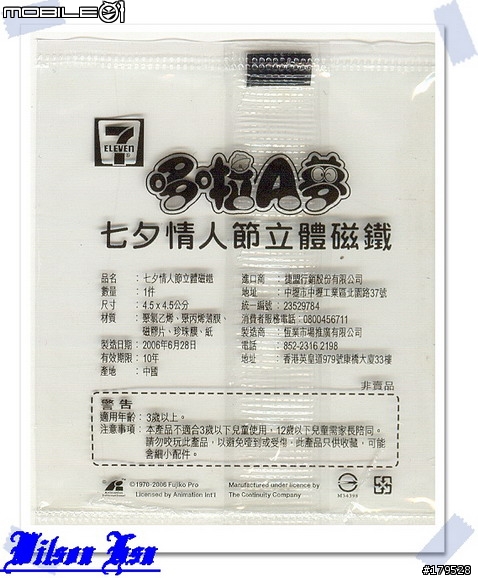 mobile01
7
ELEVEN
哆啦A夢
七夕情人節立體磁鐵
品名：七夕情人節立體磁鐵
數量：1件
尺寸：4.5 x 4.5公分
材質：聚氯乙烯、聚丙烯薄膜、
磁膠片、珍珠膜、紙
製造日期：2006年6月28日
有效期限：10年
產地：中國
進口商：捷盟行銷股份有限公司
地址：中壢市中壢工業區北園路37號
統一編號：23529784
消費者服務電話：0800456711
製造商：恆業市場推廣有限公司
電話：852-2316 2198
地址：香港英皇道979號康橋大廈33樓
非賣品
警告
適用年齡：3歲以上。
注意事項：本產品不適合3歲以下兒童使用，12歲以下兒童需家長陪同。
請勿咬玩此產品，以避免噎到或受傷。此產品只供收藏，可能
含細小配件。
©1970-2006 Fujiko Pro
Licensed by Animation Int'l
Manufactured under licence by
The Continuity Company
M34398
Wilson Hsu
#179528